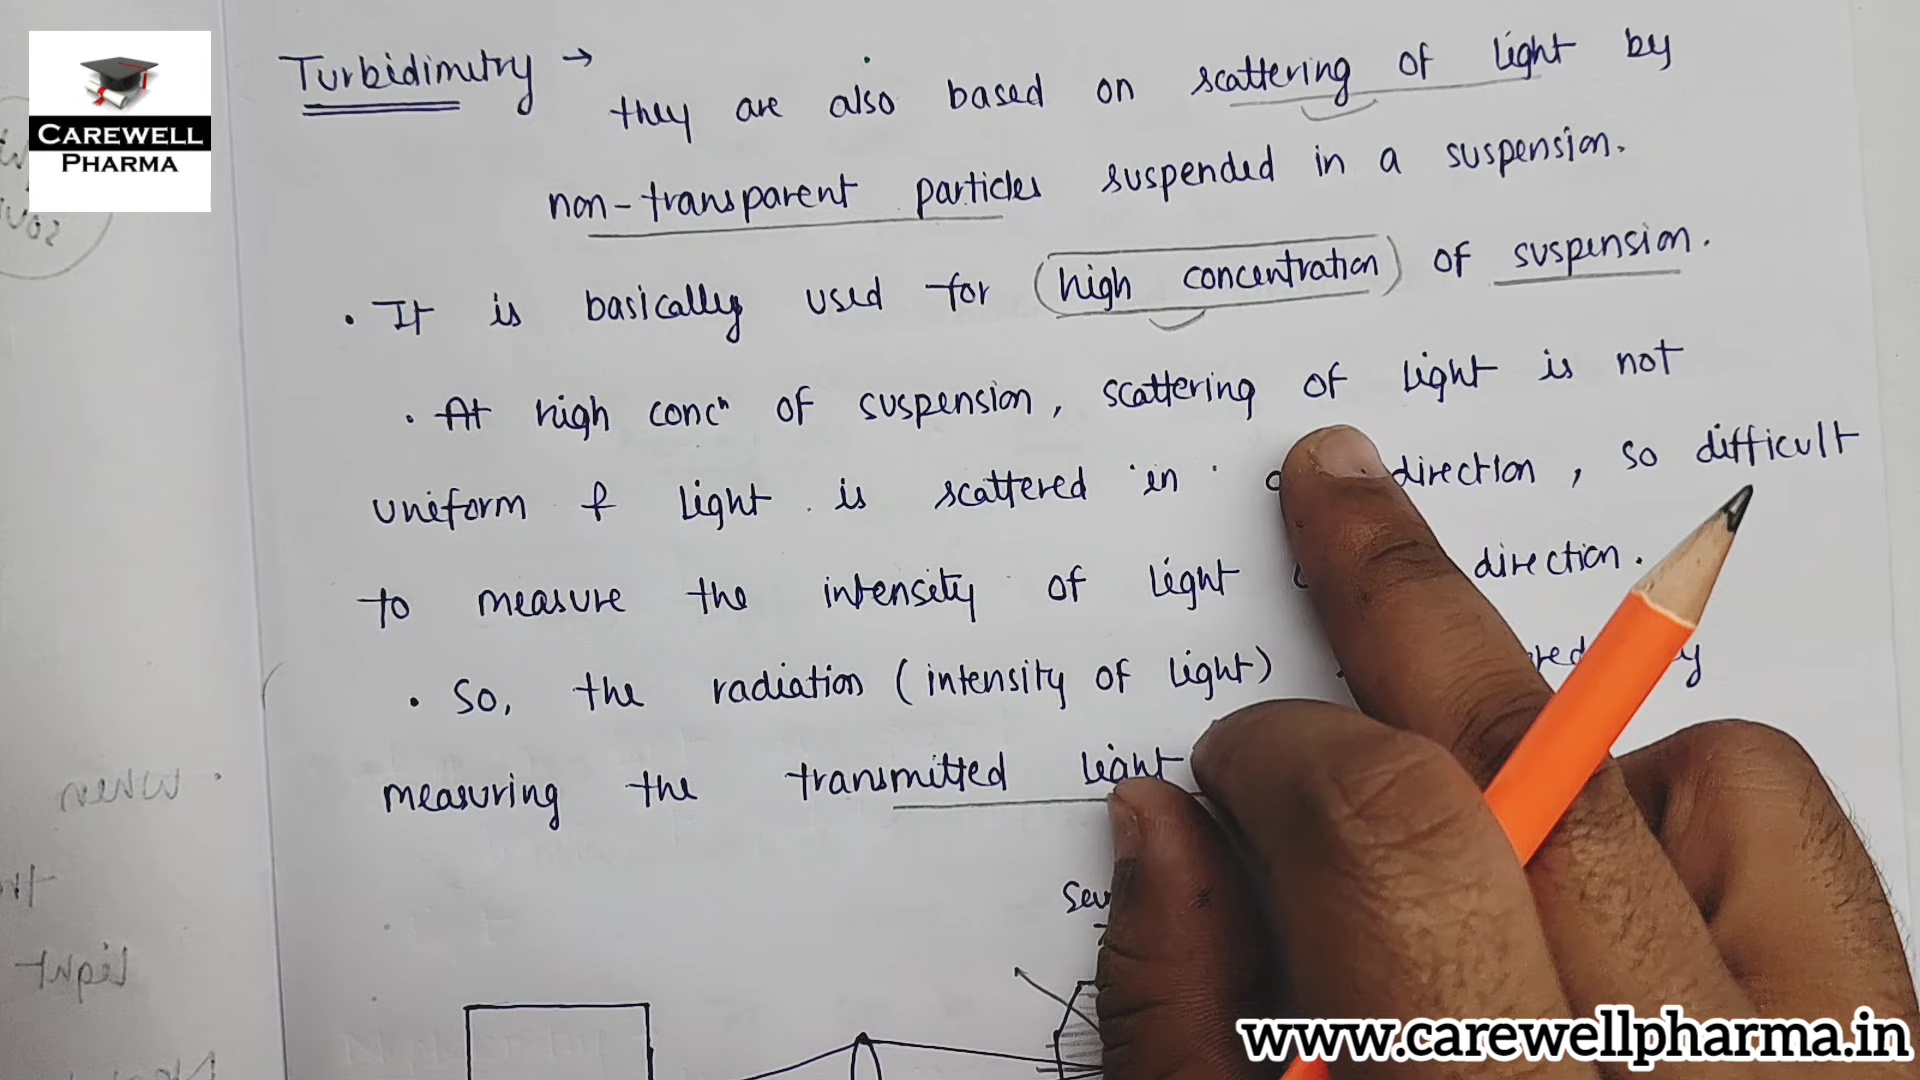 CAREWELL
PHARMA
Turbidimetry → they are also based on scattering of light by
non-transparent particles suspended in a suspension.
• It is basically used for (high concentration) of suspension.
• At high concn of suspension, scattering of light is not
uniform & light is scattered in direction, so difficult
to measure the intensity of light direction.
• So, the radiation (intensity of light)
measuring the transmitted light
when
light
www.carewellpharma.in